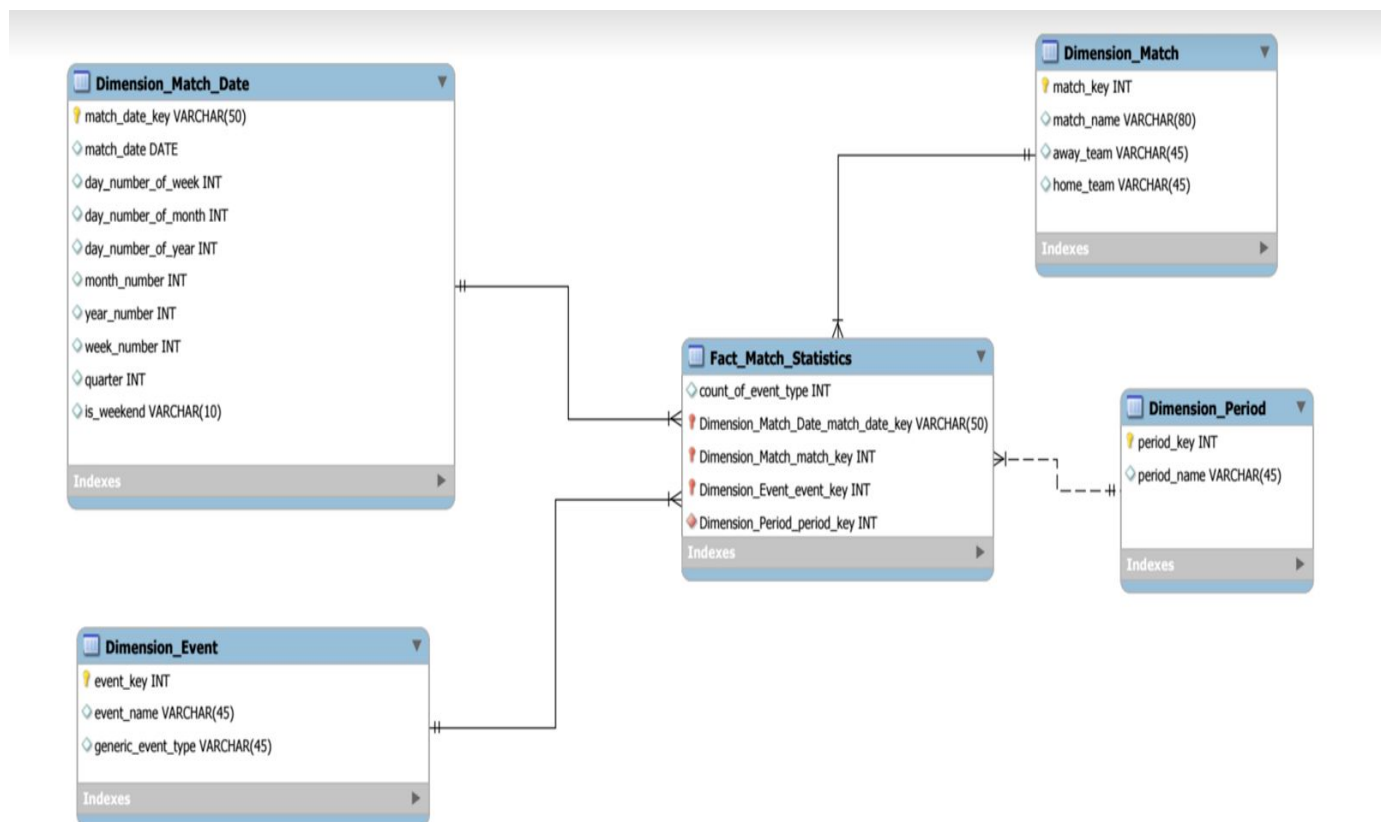 Dimension_Match_Date
match_date_key VARCHAR(50)
match_date DATE
day_number_of_week INT
day_number_of_month INT
day_number_of_year INT
month_number INT
year_number INT
week_number INT
quarter INT
is_weekend VARCHAR(10)
Indexes
Dimension_Match
match_key INT
match_name VARCHAR(80)
away_team VARCHAR(45)
home_team VARCHAR(45)
Indexes
Fact_Match_Statistics
count_of_event_type INT
Dimension_Match_Date_match_date_key VARCHAR(50)
Dimension_Match_match_key INT
Dimension_Event_event_key INT
Dimension_Period_period_key INT
Indexes
Dimension_Period
period_key INT
period_name VARCHAR(45)
Indexes
Dimension_Event
event_key INT
event_name VARCHAR(45)
generic_event_type VARCHAR(45)
Indexes